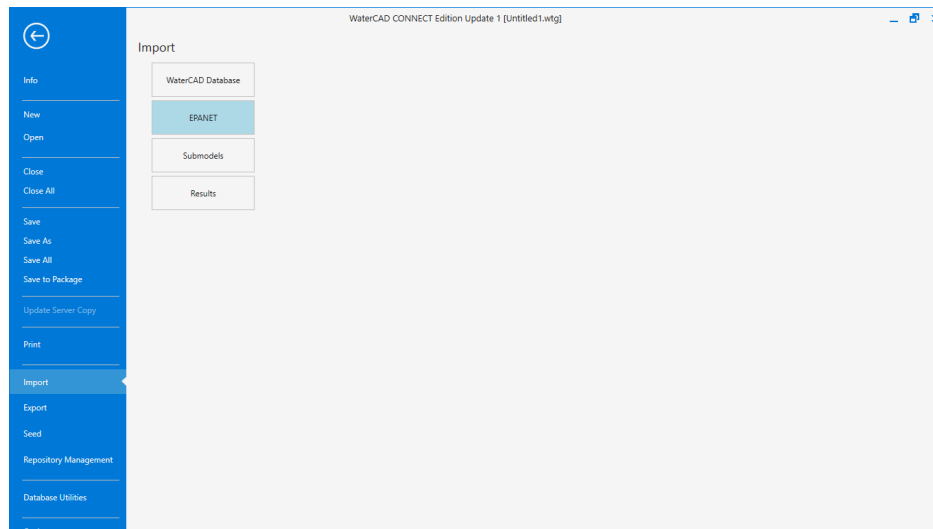 WaterCAD CONNECT Edition Update 1 [Untitled1.wtg]
Import
WaterCAD Database
EPANET
Submodels
Results
Info
New
Open
Close
Close All
Save
Save As
Save All
Save to Package
Update Server Copy
Print
Import
Export
Seed
Repository Management
Database Utilities